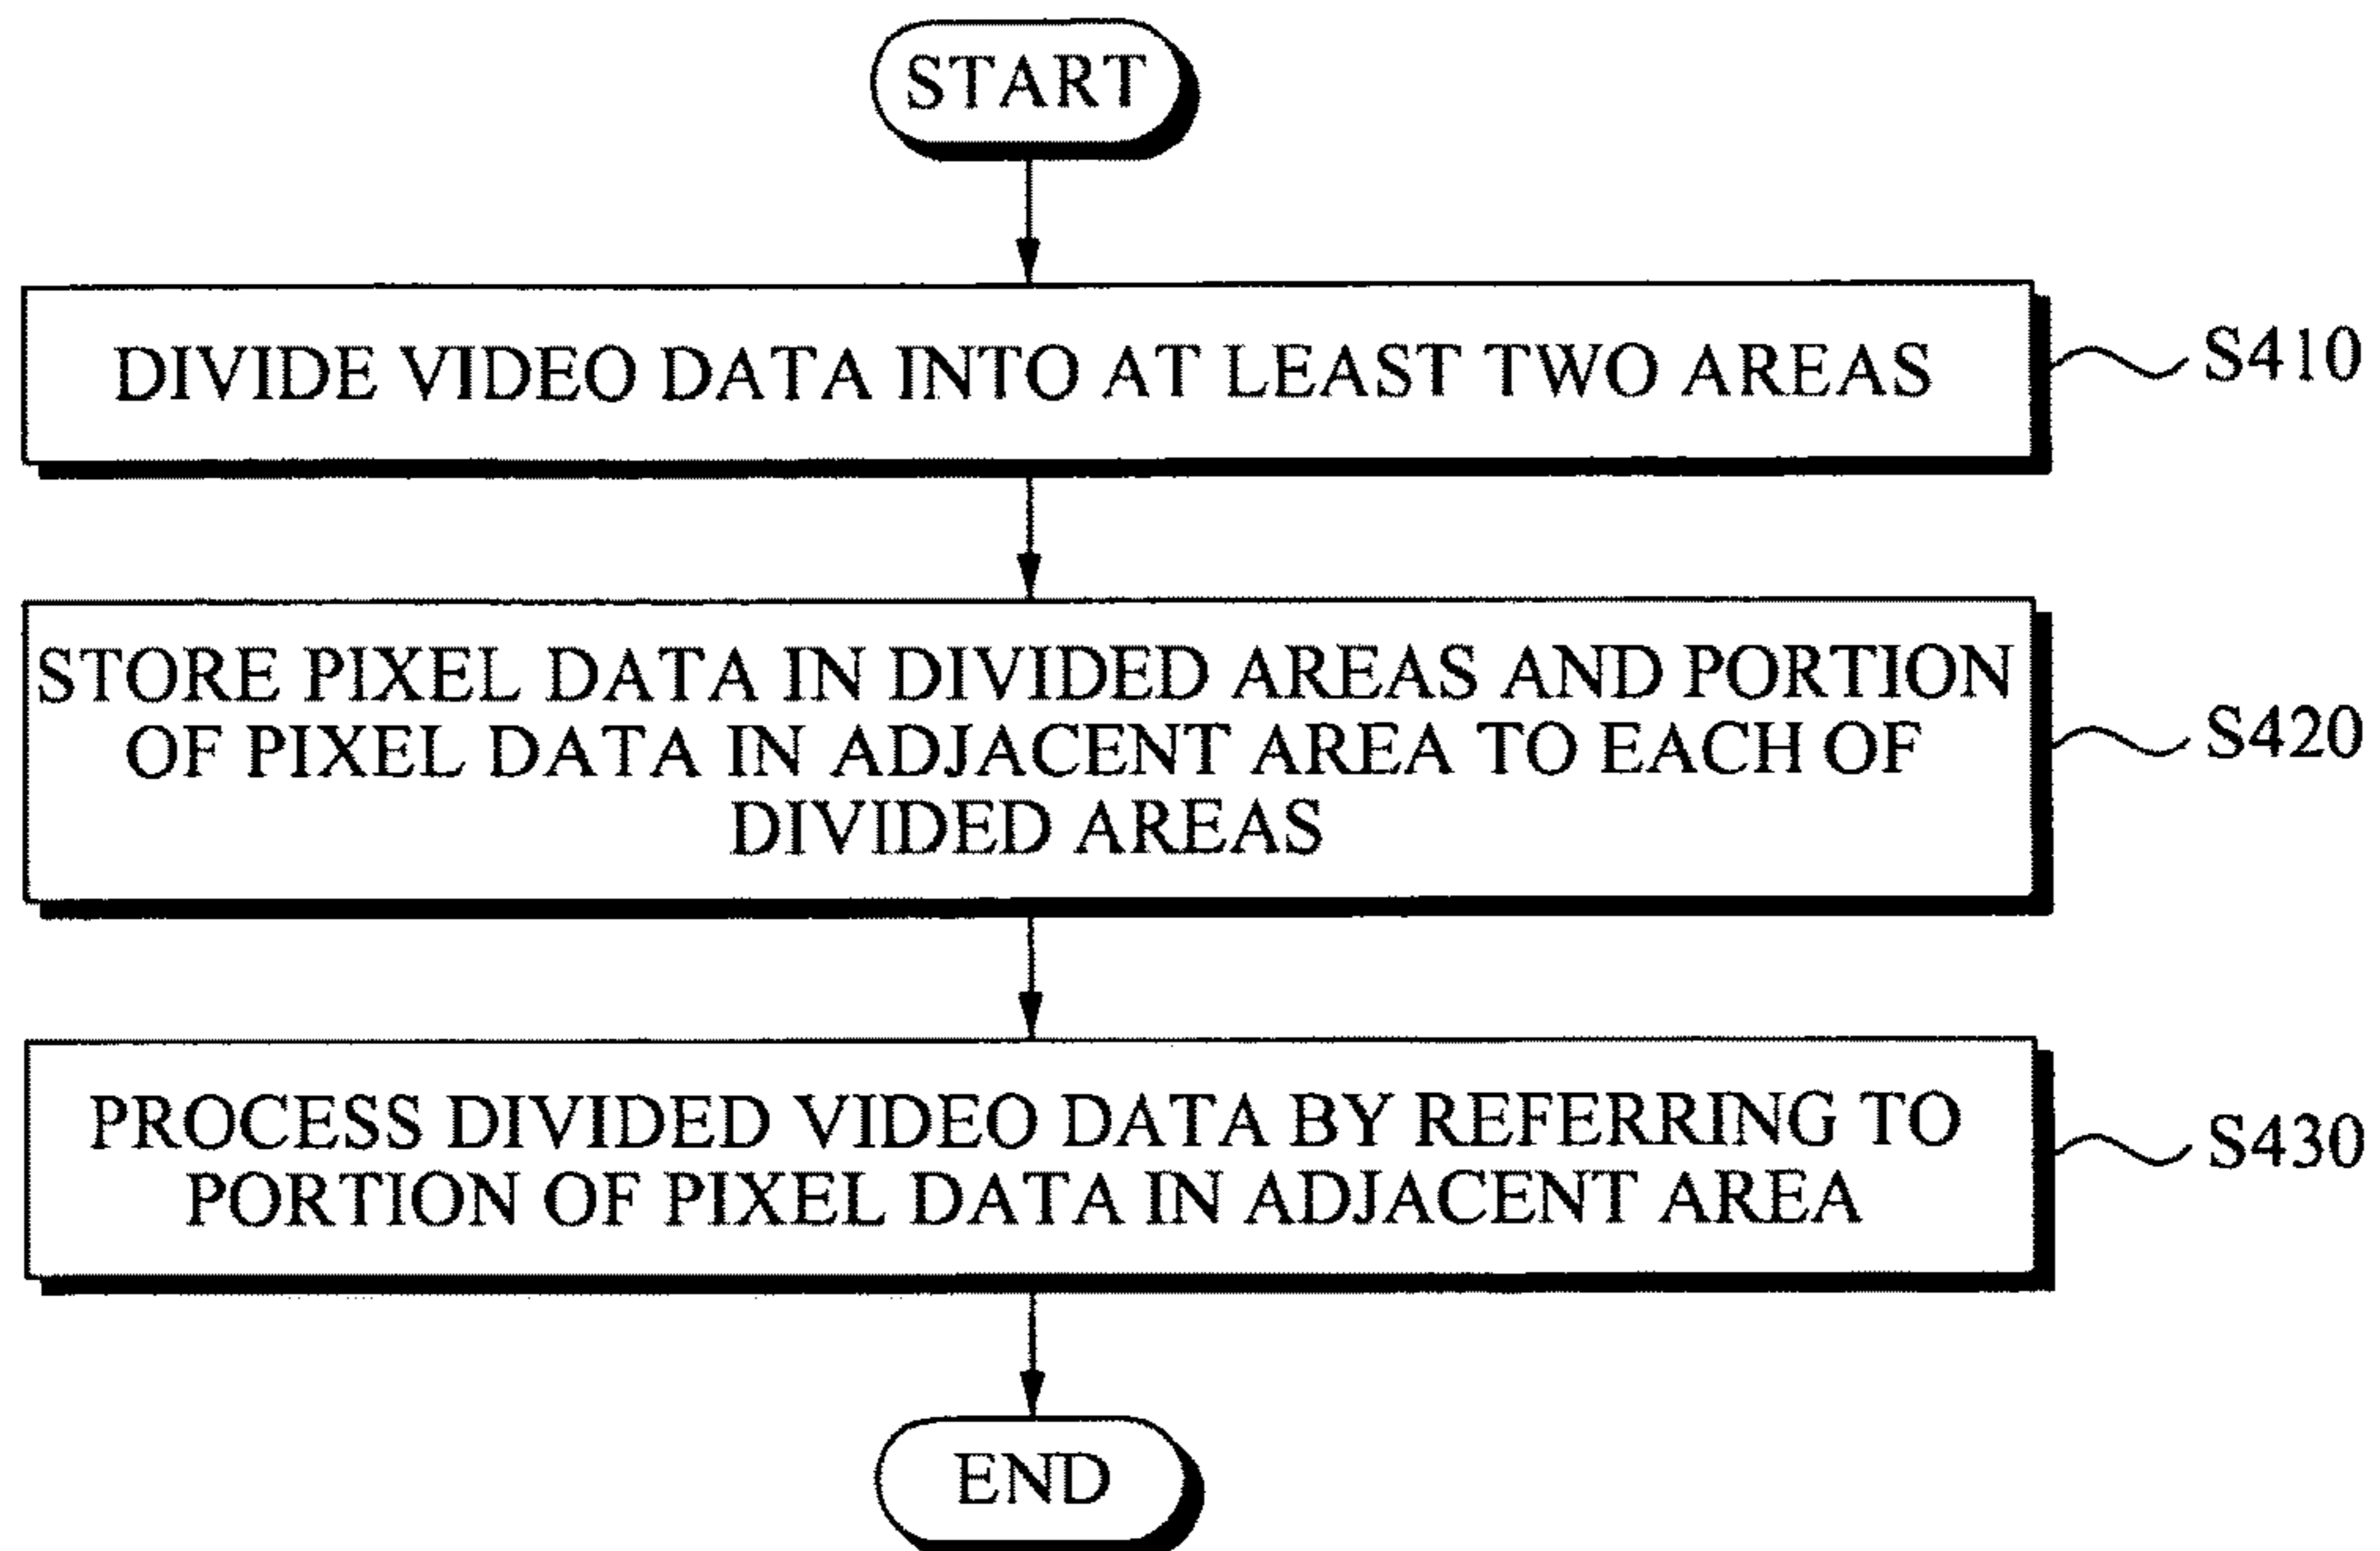 START
DIVIDE VIDEO DATA INTO AT LEAST TWO AREAS
S410
STORE PIXEL DATA IN DIVIDED AREAS AND PORTION
OF PIXEL DATA IN ADJACENT AREA TO EACH OF
DIVIDED AREAS
S420
PROCESS DIVIDED VIDEO DATA BY REFERRING TO
PORTION OF PIXEL DATA IN ADJACENT AREA
S430
END